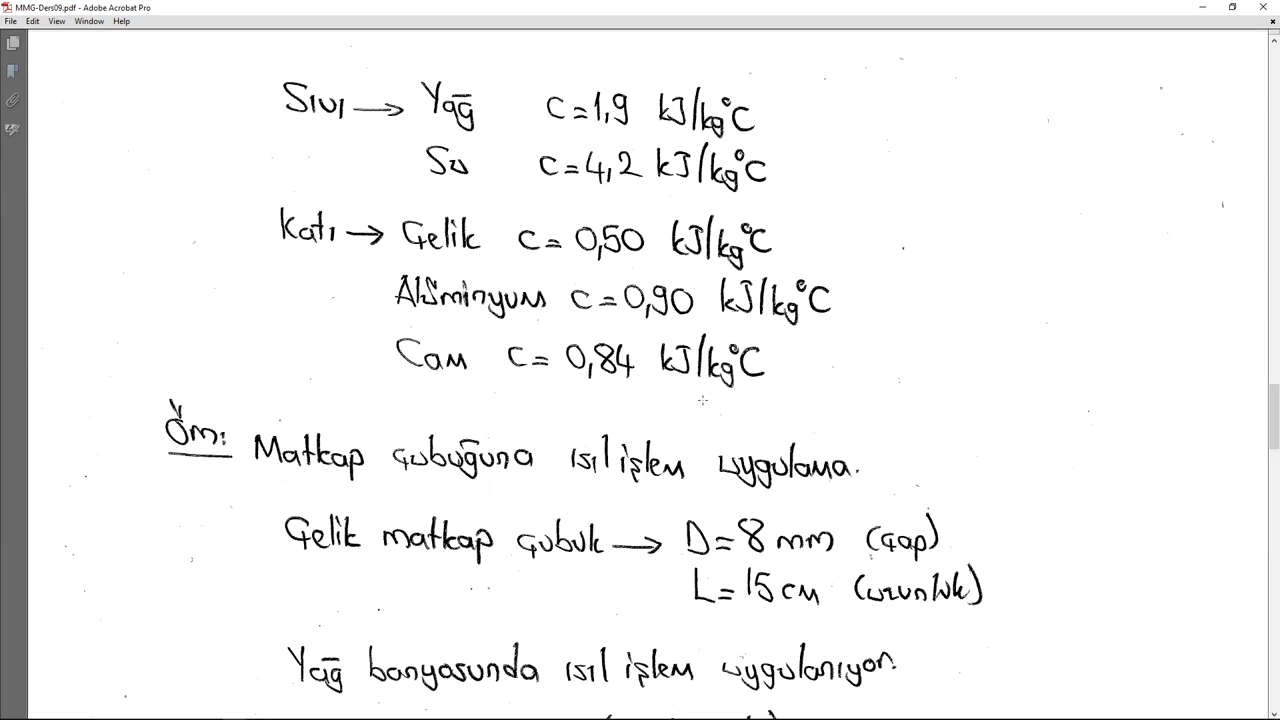 MMG-Ders09.pdf - Adobe Acrobat Pro
File Edit View Window Help
Sıvı → Yağ c=1,9 kJ/kg°C
Su c=4,2 kJ/kg°C
Katı → Çelik c= 0,50 kJ/kg°C
Alüminyum c=0,90 kJ/kg°C
Cam c= 0,84 kJ/kg°C
Örn: Matkap çubuğuna ısıl işlem uygulama.
Çelik matkap çubuk → D=8 mm (çap)
L=15 cm (uzunluk)
Yağ banyosunda ısıl işlem uygulanıyor.